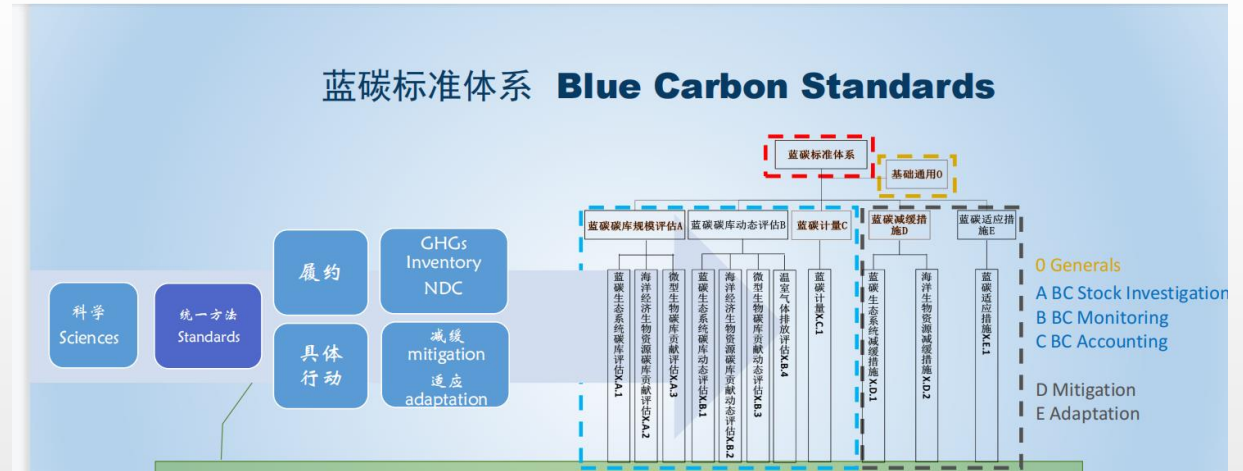 蓝碳标准体系 Blue Carbon Standards
蓝碳标准体系
基础通用0
蓝碳碳库规模评估A
蓝碳碳库动态评估B
蓝碳计量C
蓝碳减缓措
施D
蓝碳适应措
施E
蓝碳生态系统碳库评估X.A.1
海洋经济生物资源碳库贡献评估X.A.2
微型生物碳库贡献评估X.A.3
蓝碳生态系统碳库动态评估X.B.1
海洋经济生物资源碳库贡献动态评估X.B.2
微型生物碳库贡献动态评估X.B.3
温室气体排放评估X.B.4
蓝碳计量X.C.1
蓝碳生态系统减缓措施X.D.1
海洋生物资源减缓措施X.D.2
蓝碳适应措施X.E.1
科学
Sciences
统一方法
Standards
履约
GHGs
Inventory
NDC
具体
行动
减缓
mitigation
适应
adaptation
0 Generals
A BC Stock Investigation
B BC Monitoring
C BC Accounting
D Mitigation
E Adaptation